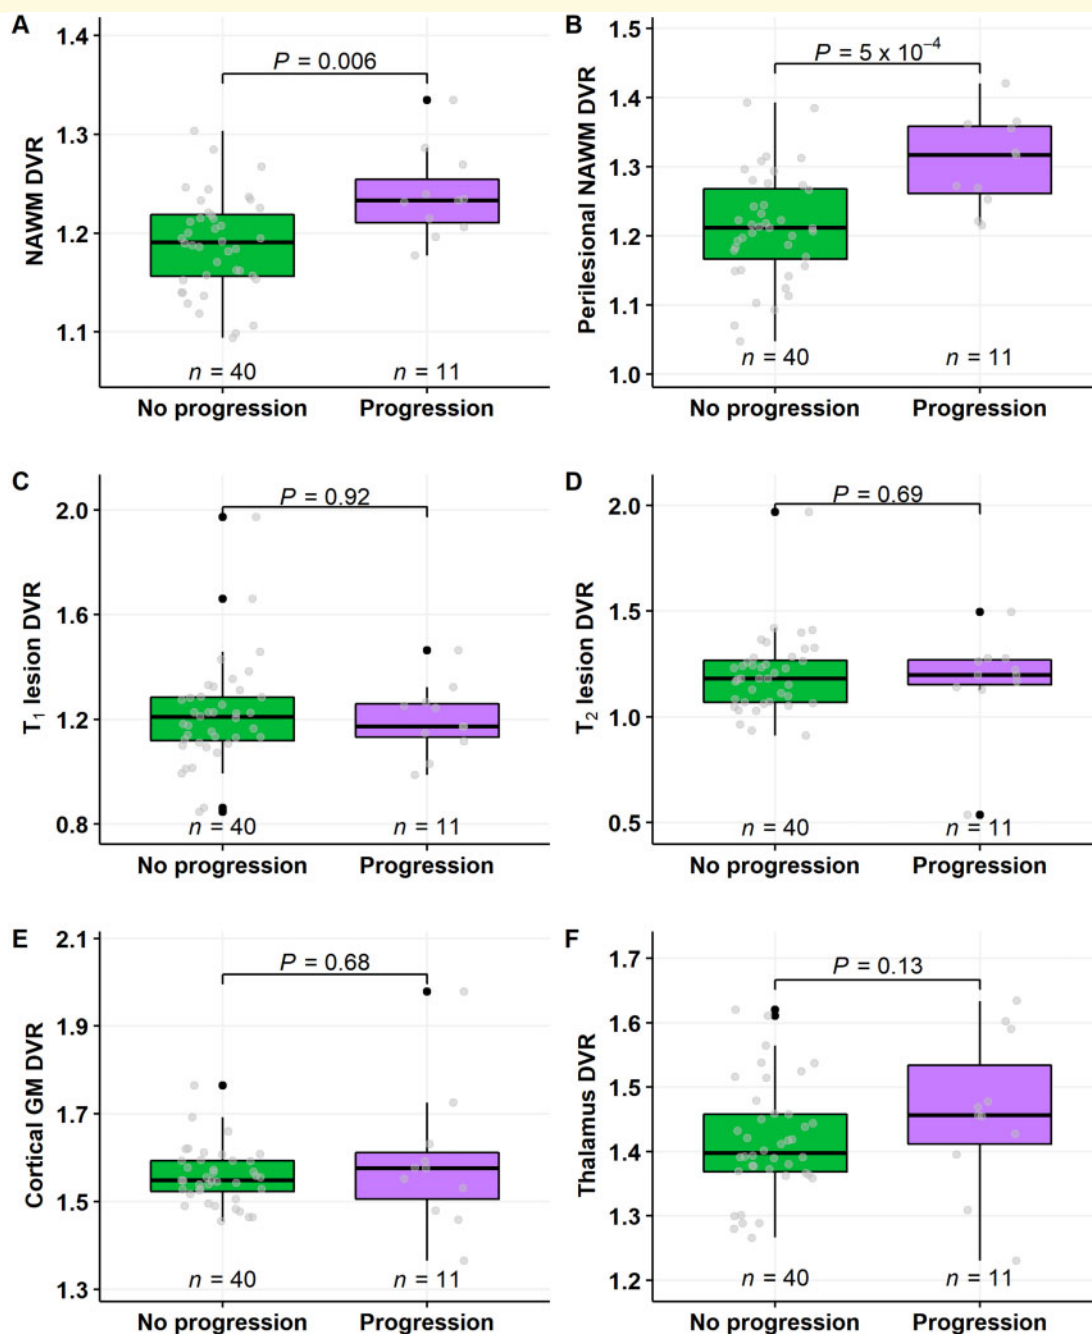 A
NAWM DVR
1.4
1.3
1.2
1.1
P = 0.006
n = 40
n = 11
No progression
Progression
B
Perilesional NAWM DVR
1.5
1.4
1.3
1.2
1.1
1.0
P = 5 x 10⁻⁴
n = 40
n = 11
No progression
Progression
C
T₁ lesion DVR
2.0
1.6
1.2
0.8
P = 0.92
n = 40
n = 11
No progression
Progression
D
T₂ lesion DVR
2.0
1.5
1.0
0.5
P = 0.69
n = 40
n = 11
No progression
Progression
E
Cortical GM DVR
2.1
1.9
1.7
1.5
1.3
P = 0.68
n = 40
n = 11
No progression
Progression
F
Thalamus DVR
1.7
1.6
1.5
1.4
1.3
1.2
P = 0.13
n = 40
n = 11
No progression
Progression